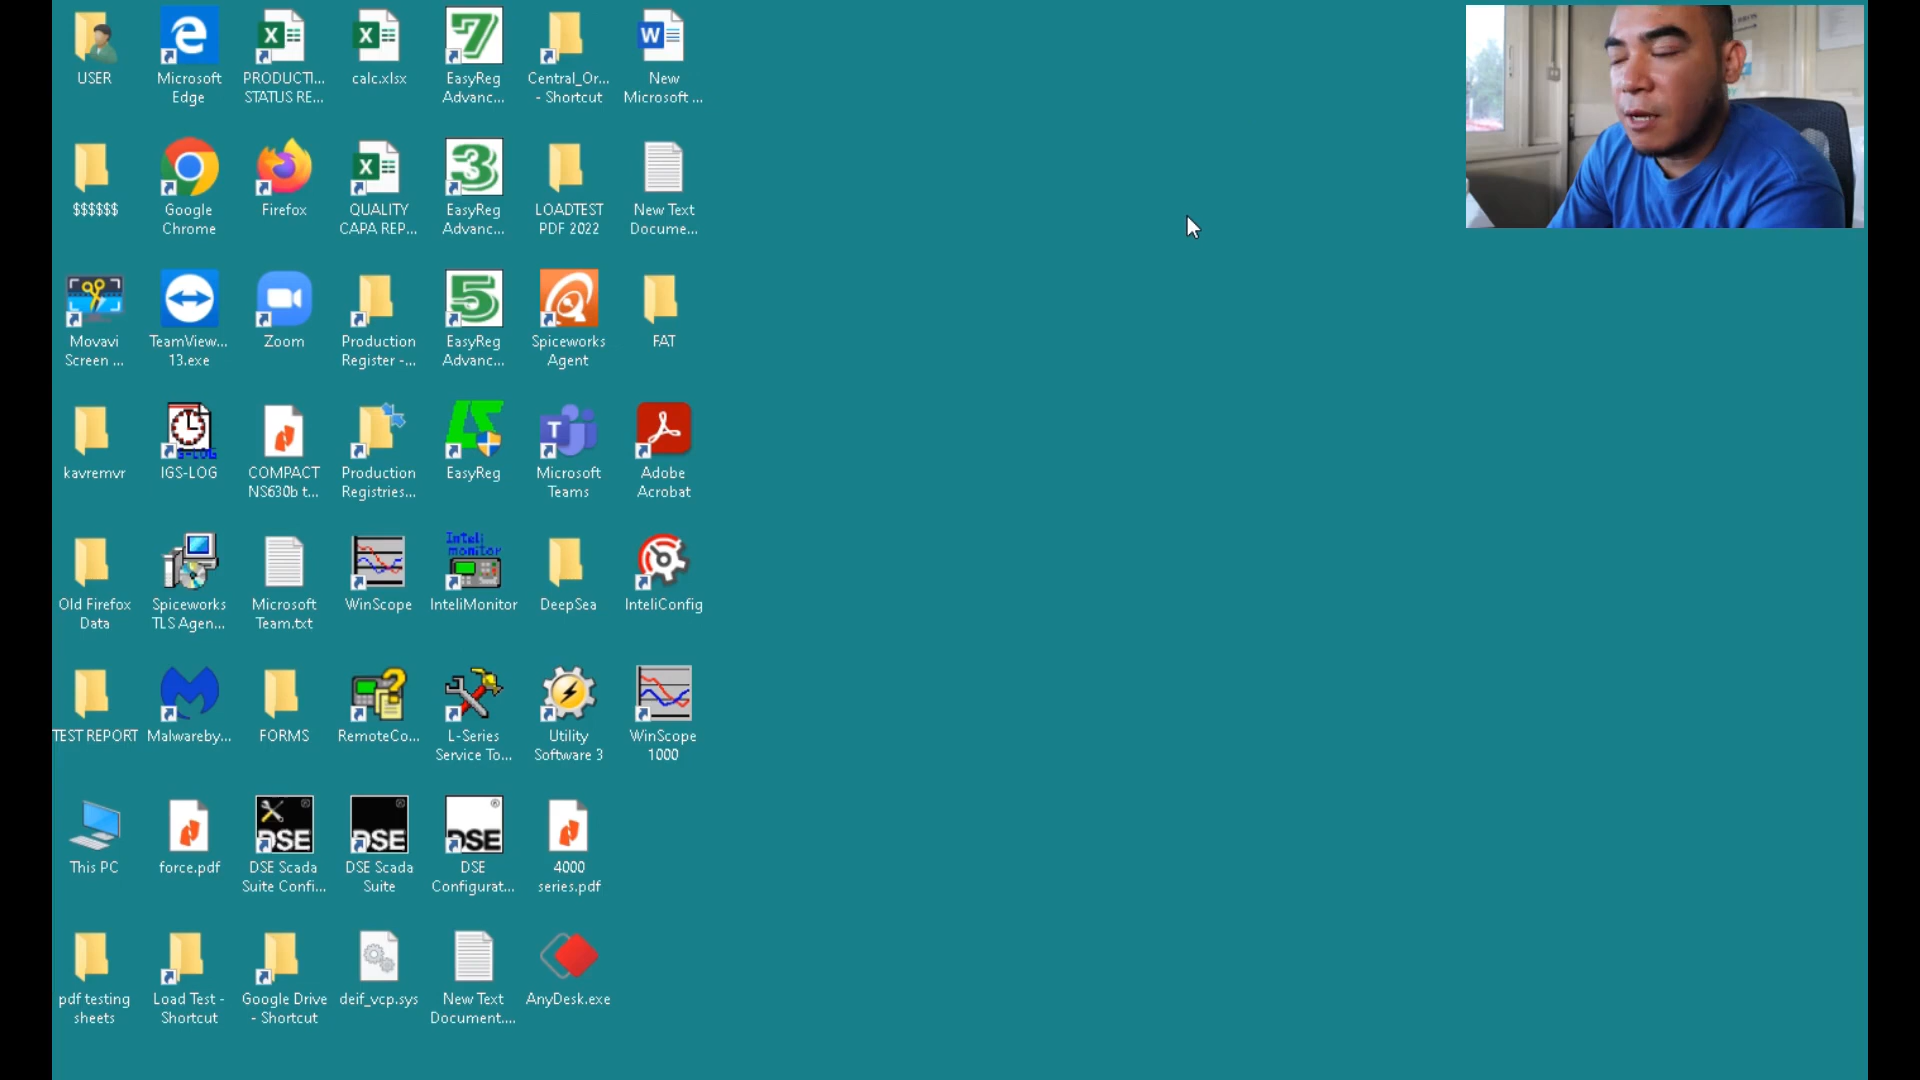 USER
Microsoft
Edge
PRODUCTI...
STATUS RE...
calc.xlsx
EasyReg
Advanc...
Central_Or...
- Shortcut
New
Microsoft ...
$$$$$$
Google
Chrome
Firefox
QUALITY
CAPA REP...
EasyReg
Advanc...
LOADTEST
PDF 2022
New Text
Docume...
Movavi
Screen ...
TeamView...
13.exe
Zoom
Production
Register -...
EasyReg
Advanc...
Spiceworks
Agent
FAT
kavremvr
IGS-LOG
COMPACT
NS630b t...
Production
Registries...
EasyReg
Microsoft
Teams
Adobe
Acrobat
Old Firefox
Data
Spiceworks
TLS Agen...
Microsoft
Team.txt
WinScope
Inteli
monitor
InteliMonitor
DeepSea
InteliConfig
TEST REPORT
Malwareby...
FORMS
RemoteCo...
L-Series
Service To...
Utility
Software 3
WinScope
1000
This PC
force.pdf
DSE
DSE Scada
Suite Confi...
DSE
DSE Scada
Suite
DSE
DSE
Configurat...
4000
series.pdf
pdf testing
sheets
Load Test -
Shortcut
Google Drive
- Shortcut
deif_vcp.sys
New Text
Document....
AnyDesk.exe